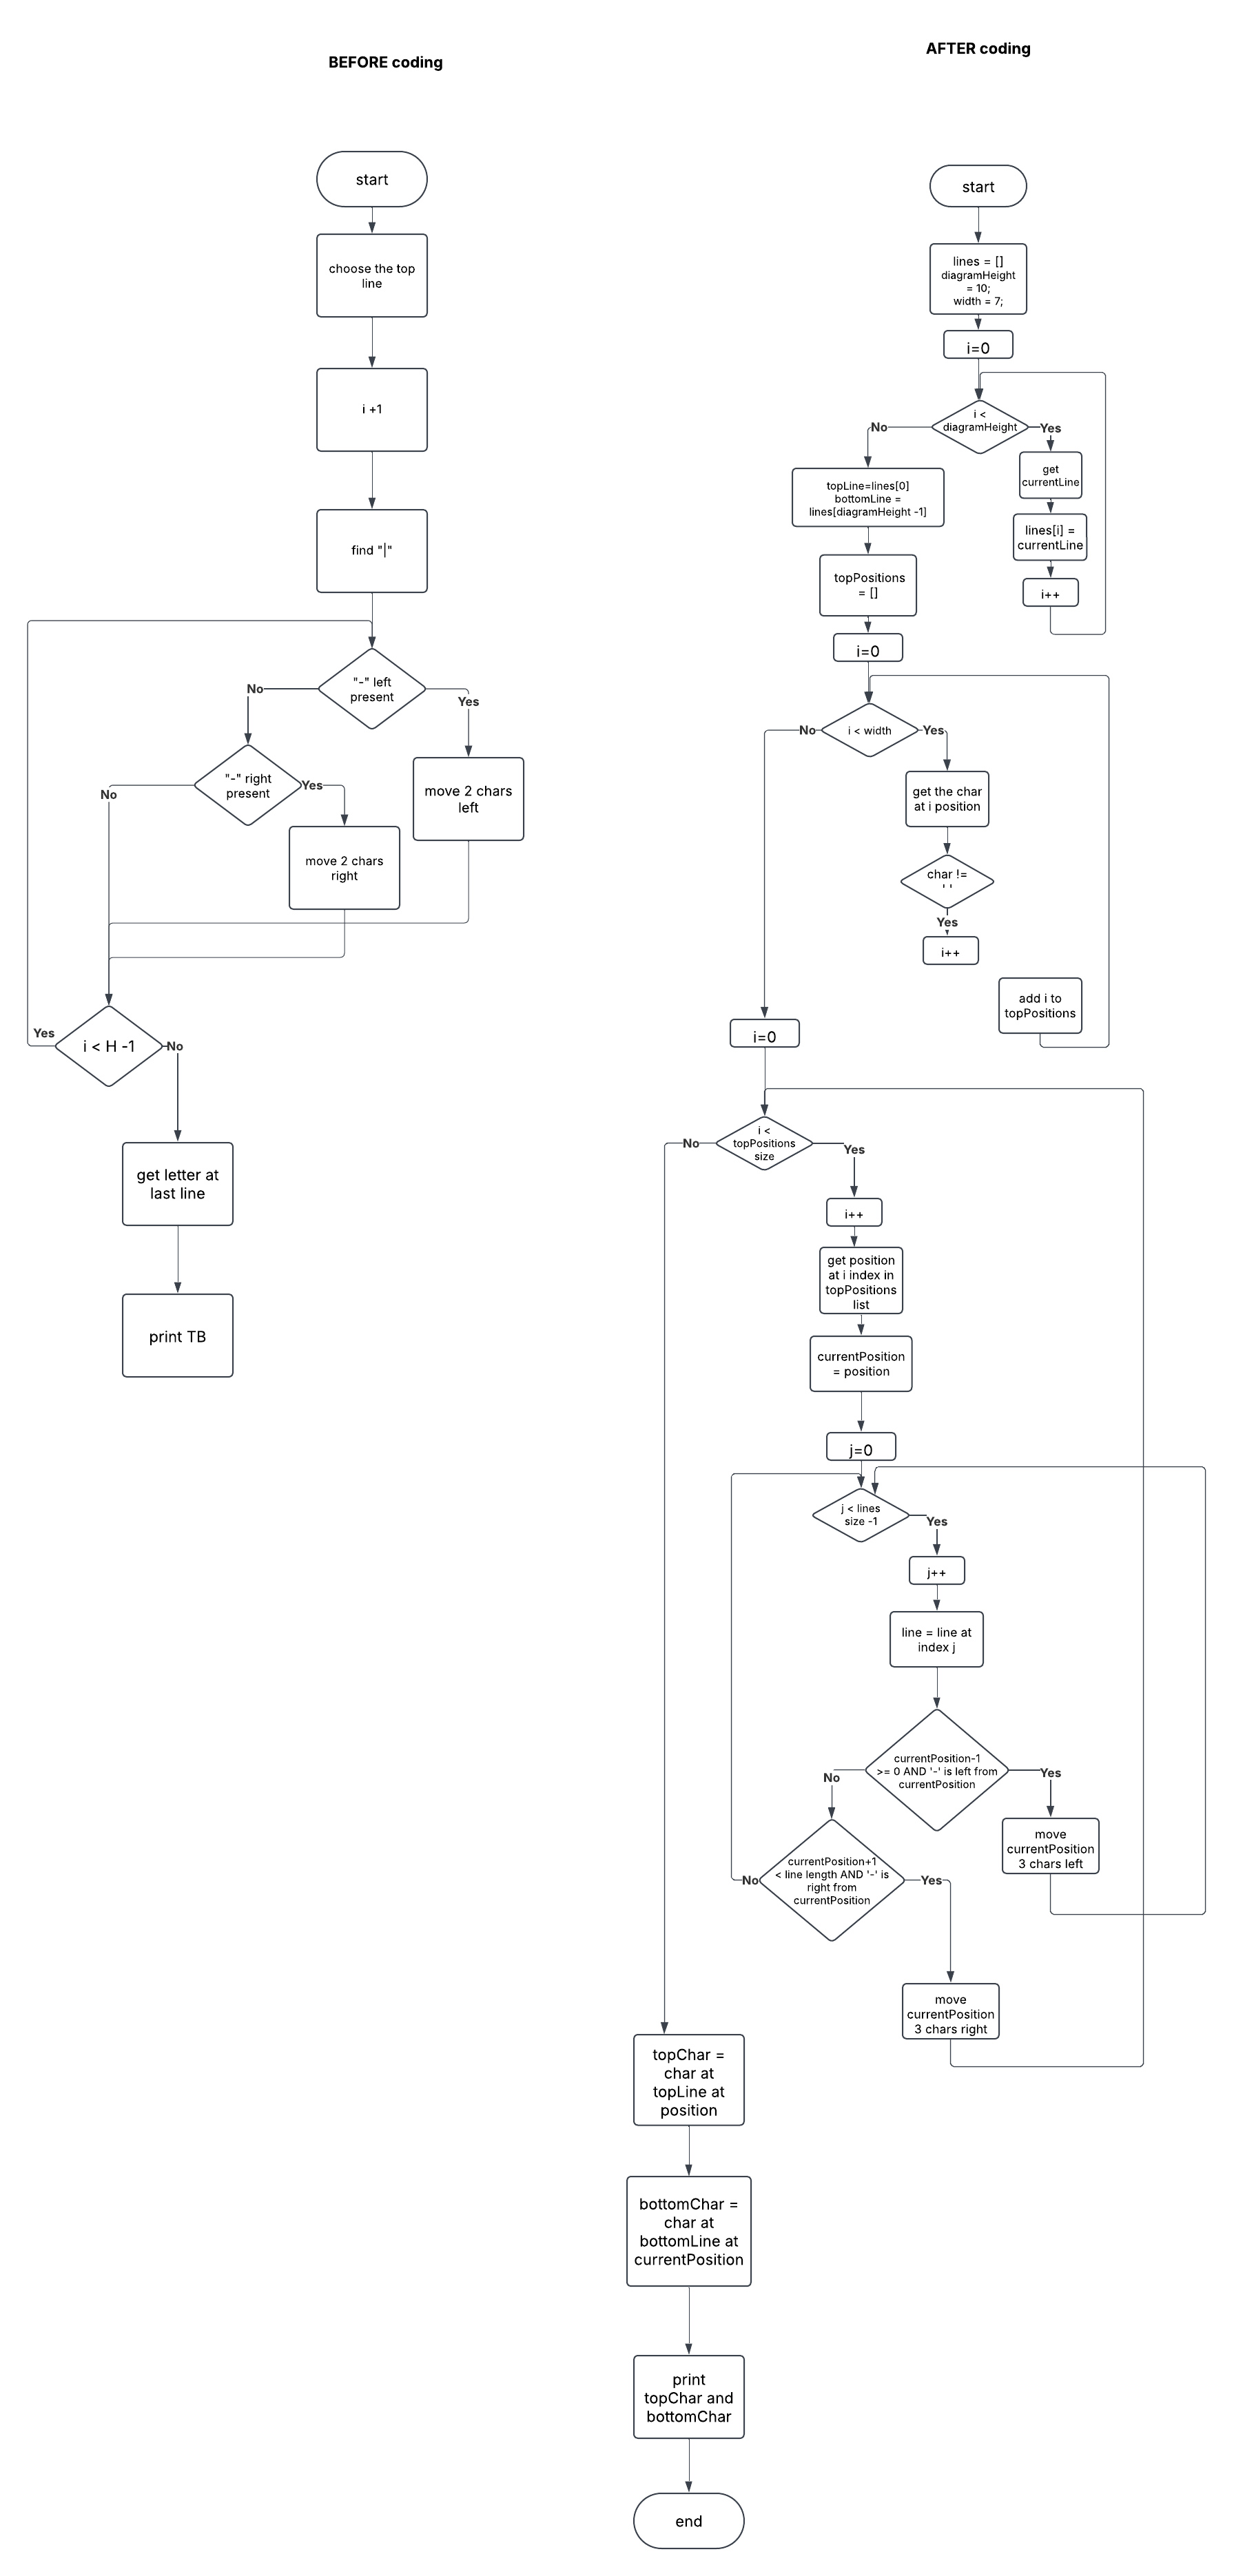 BEFORE coding
start
choose the top
line
i +1
find "|"
"-" left
present
No
Yes
"-" right
present
Yes
No
move 2 chars
left
move 2 chars
right
i < H -1
Yes
No
get letter at
last line
print TB
AFTER coding
start
lines = []
diagramHeight
= 10;
width = 7;
i=0
i <
diagramHeight
No
Yes
get
currentLine
lines[i] =
currentLine
i++
topLine=lines[0]
bottomLine =
lines[diagramHeight -1]
topPositions
= []
i=0
i < width
No
Yes
get the char
at i position
char !=
' '
Yes
i++
add i to
topPositions
i=0
i <
topPositions
size
No
Yes
i++
get position
at i index in
topPositions
list
currentPosition
= position
j=0
j < lines
size -1
Yes
j++
line = line at
index j
currentPosition-1
>= 0 AND '-' is left from
currentPosition
No
Yes
move
currentPosition
3 chars left
currentPosition+1
< line length AND '-' is
right from
currentPosition
No
Yes
move
currentPosition
3 chars right
topChar =
char at
topLine at
position
bottomChar =
char at
bottomLine at
currentPosition
print
topChar and
bottomChar
end